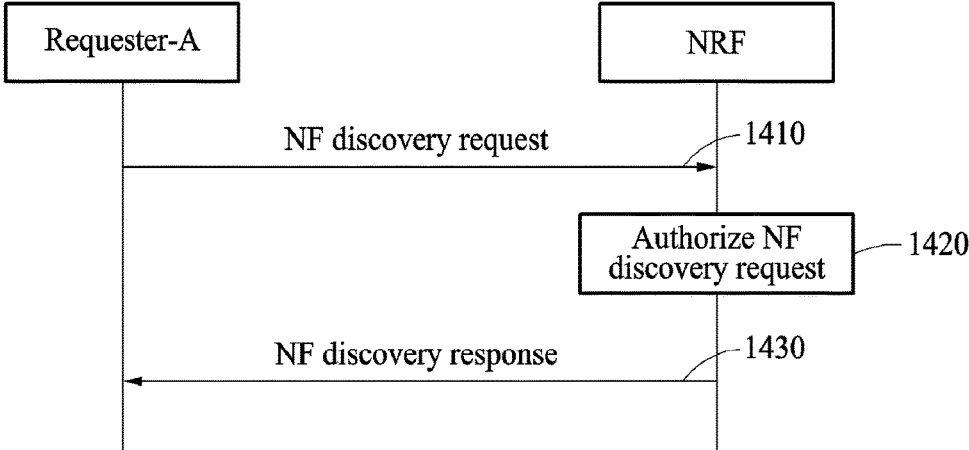 Requester-A
NRF
NF discovery request
1410
Authorize NF
discovery request
1420
NF discovery response
1430